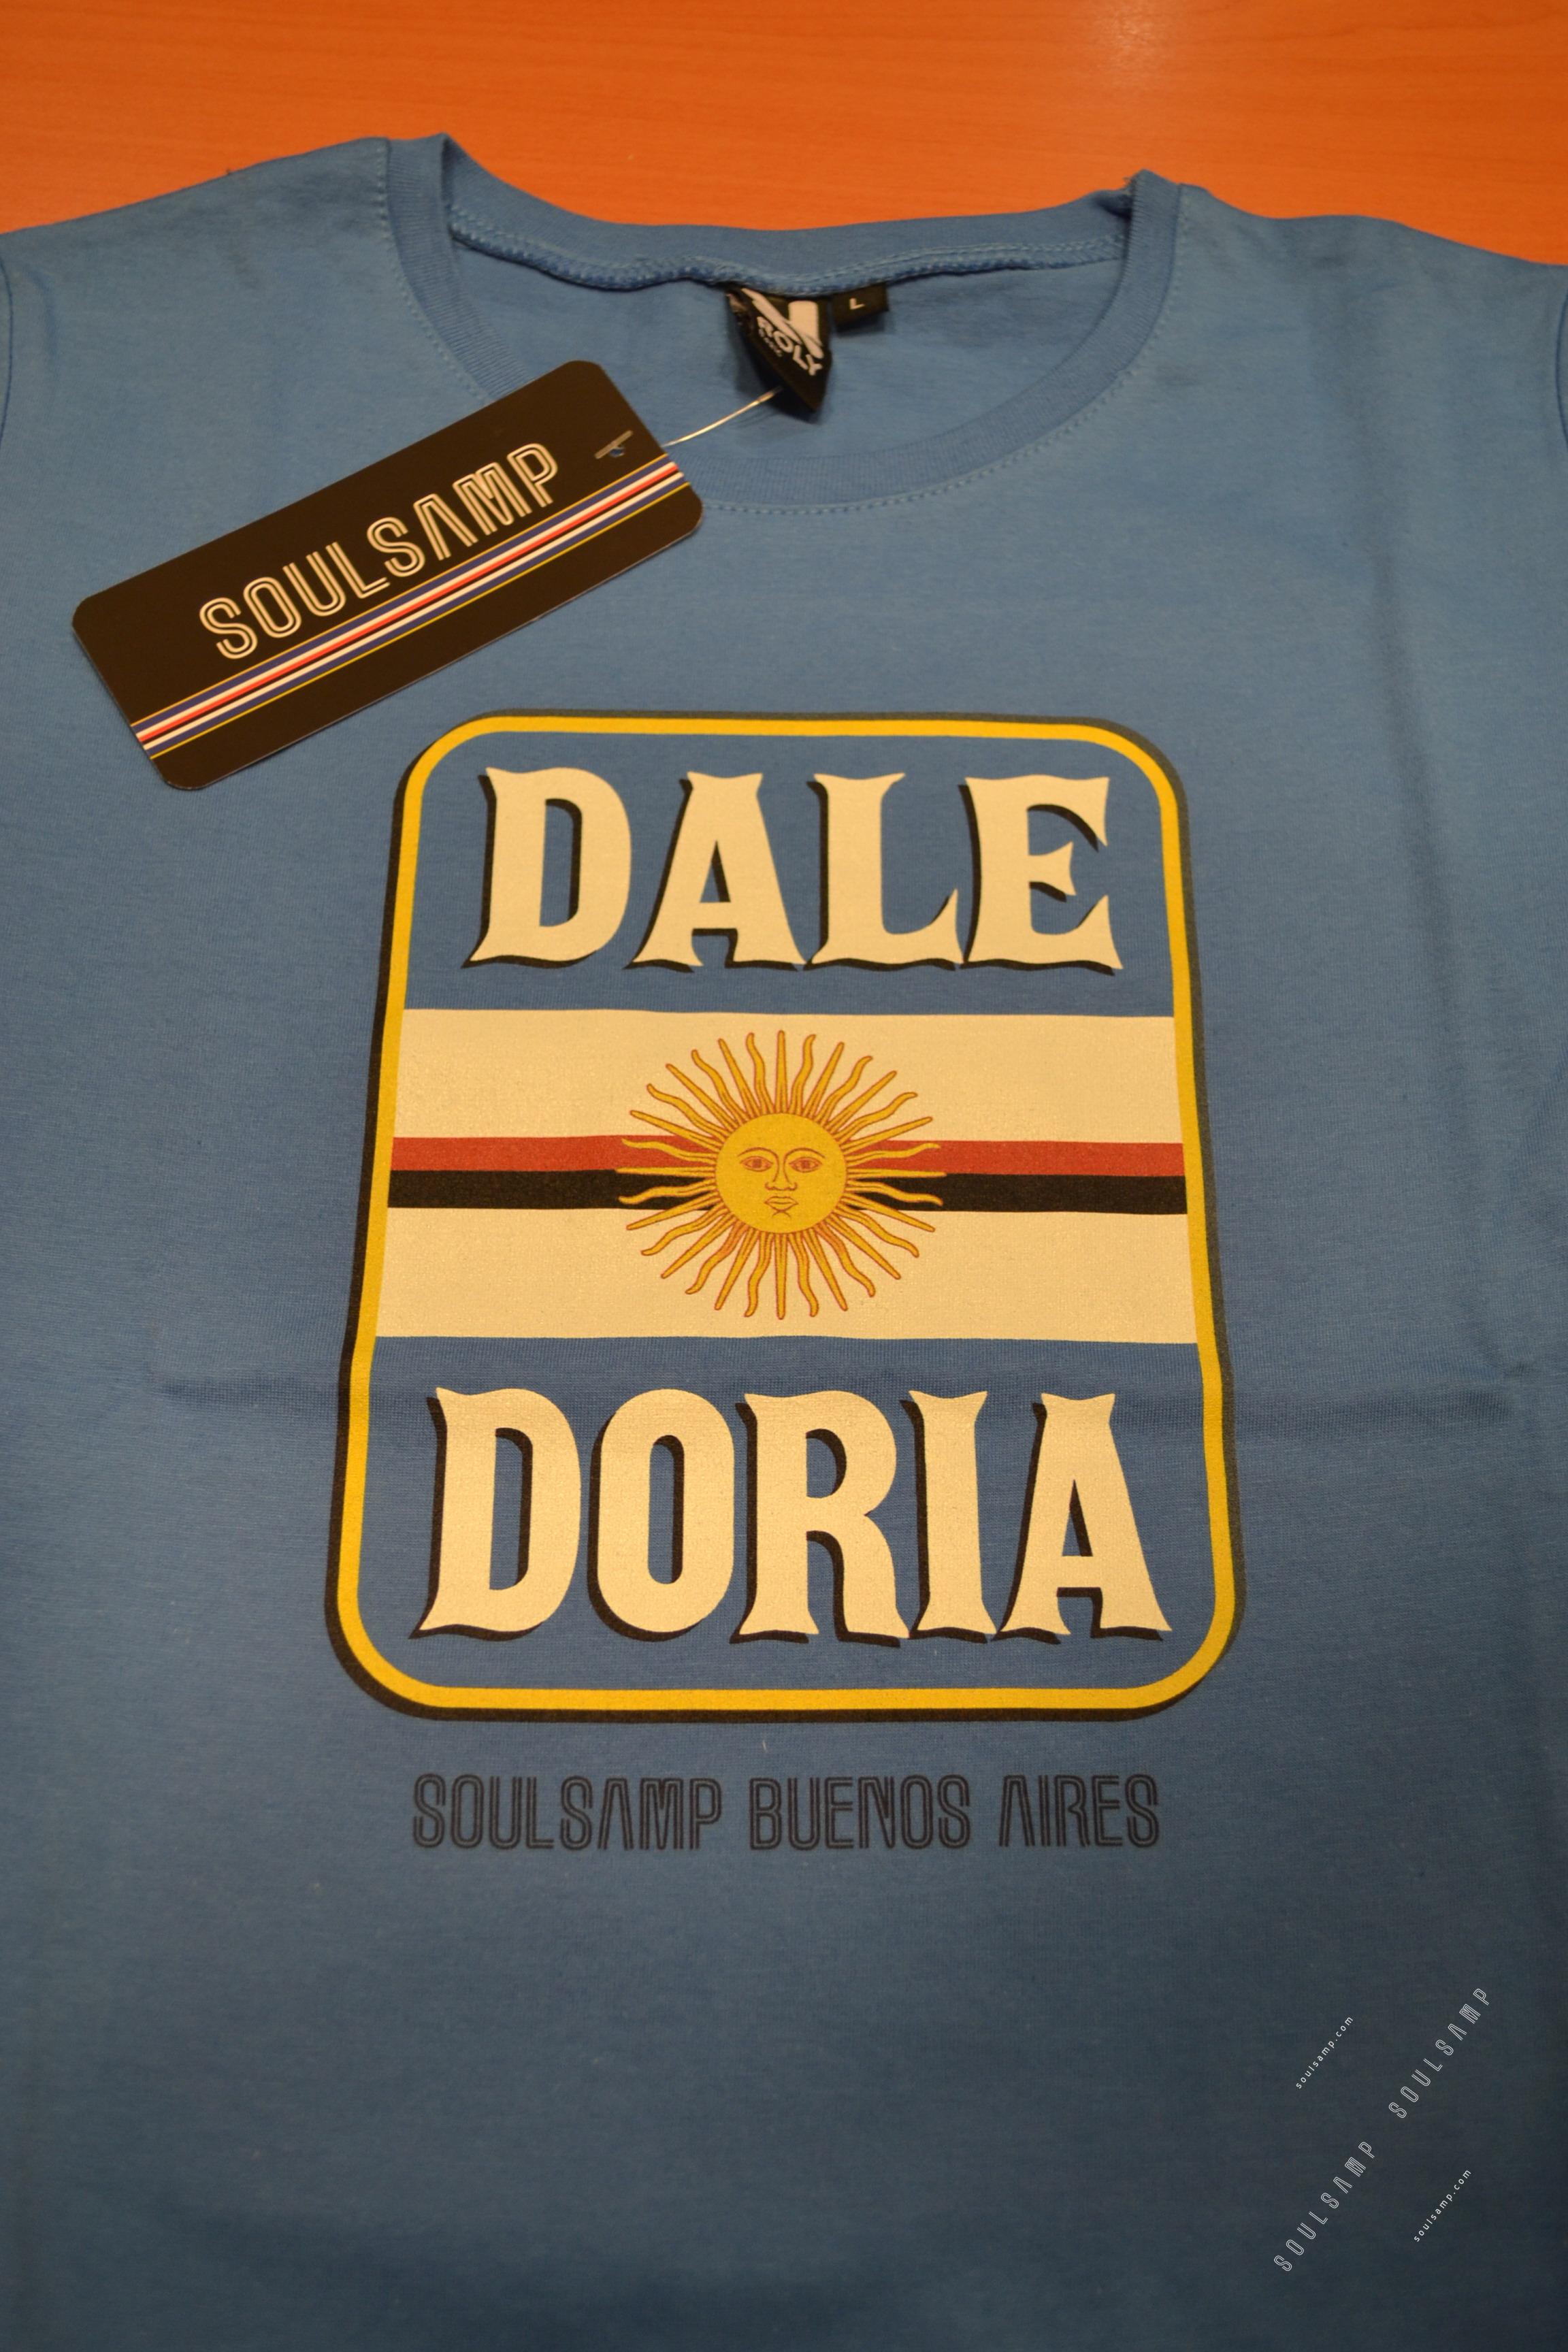 L
ROLY
SOULSAMP
DALE
DORIA
SOULSAMP BUENOS AIRES
soulsamp.com
SOULSAMP
SOULSAMP
soulsamp.com